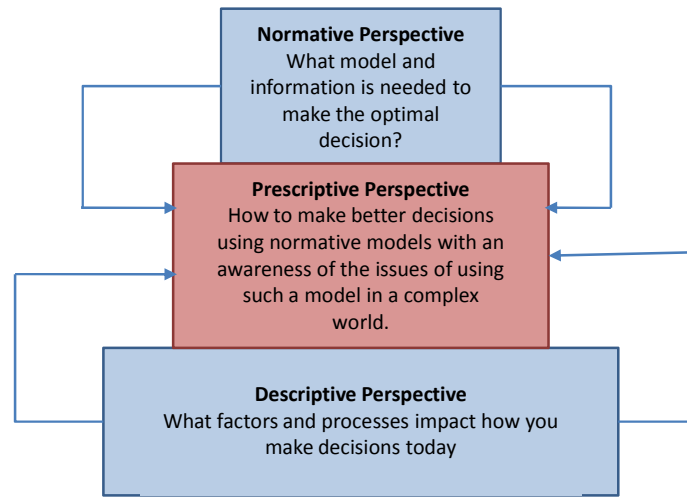 Normative Perspective
What model and
information is needed to
make the optimal
decision?
Prescriptive Perspective
How to make better decisions
using normative models with an
awareness of the issues of using
such a model in a complex
world.
Descriptive Perspective
What factors and processes impact how you
make decisions today